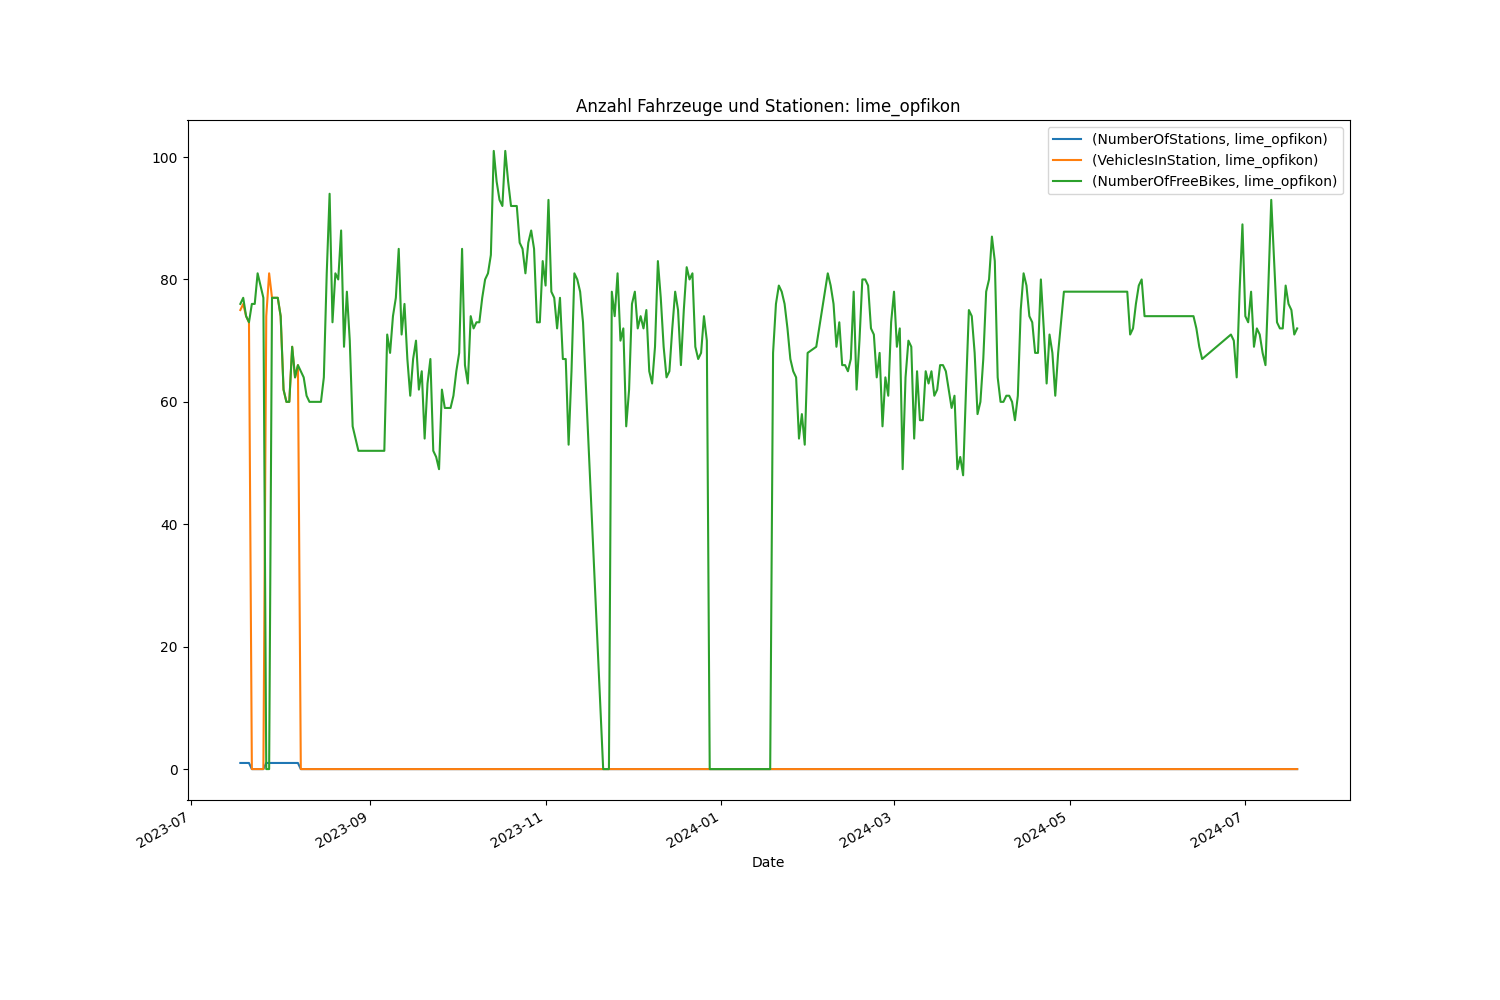 Anzahl Fahrzeuge und Stationen: lime_opfikon
(NumberOfStations, lime_opfikon)
(VehiclesInStation, lime_opfikon)
(NumberOfFreeBikes, lime_opfikon)
100
80
60
40
20
0
2023-07
2023-09
2023-11
2024-01
2024-03
2024-05
2024-07
Date